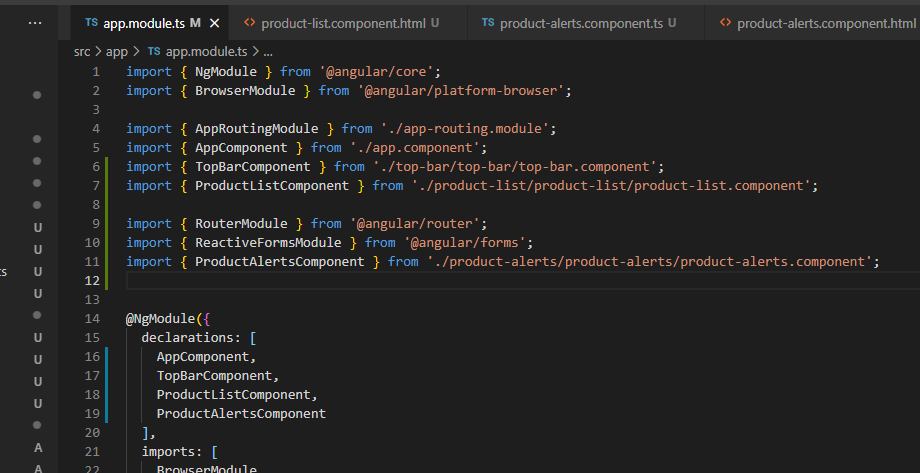 ... TS app.module.ts M × <> product-list.component.html U TS product-alerts.component.ts U <> product-alerts.component.html
src > app > TS app.module.ts > ...
1 import { NgModule } from '@angular/core';
2 import { BrowserModule } from '@angular/platform-browser';
3
4 import { AppRoutingModule } from './app-routing.module';
5 import { AppComponent } from './app.component';
6 import { TopBarComponent } from './top-bar/top-bar/top-bar.component';
7 import { ProductListComponent } from './product-list/product-list/product-list.component';
8
U 9 import { RouterModule } from '@angular/router';
U 10 import { ReactiveFormsModule } from '@angular/forms';
ts U 11 import { ProductAlertsComponent } from './product-alerts/product-alerts/product-alerts.component';
U 12
13
14 @NgModule({
U 15 declarations: [
U 16 AppComponent,
U 17 TopBarComponent,
U 18 ProductListComponent,
19 ProductAlertsComponent
20 ],
A 21 imports: [
A 22 BrowserModule